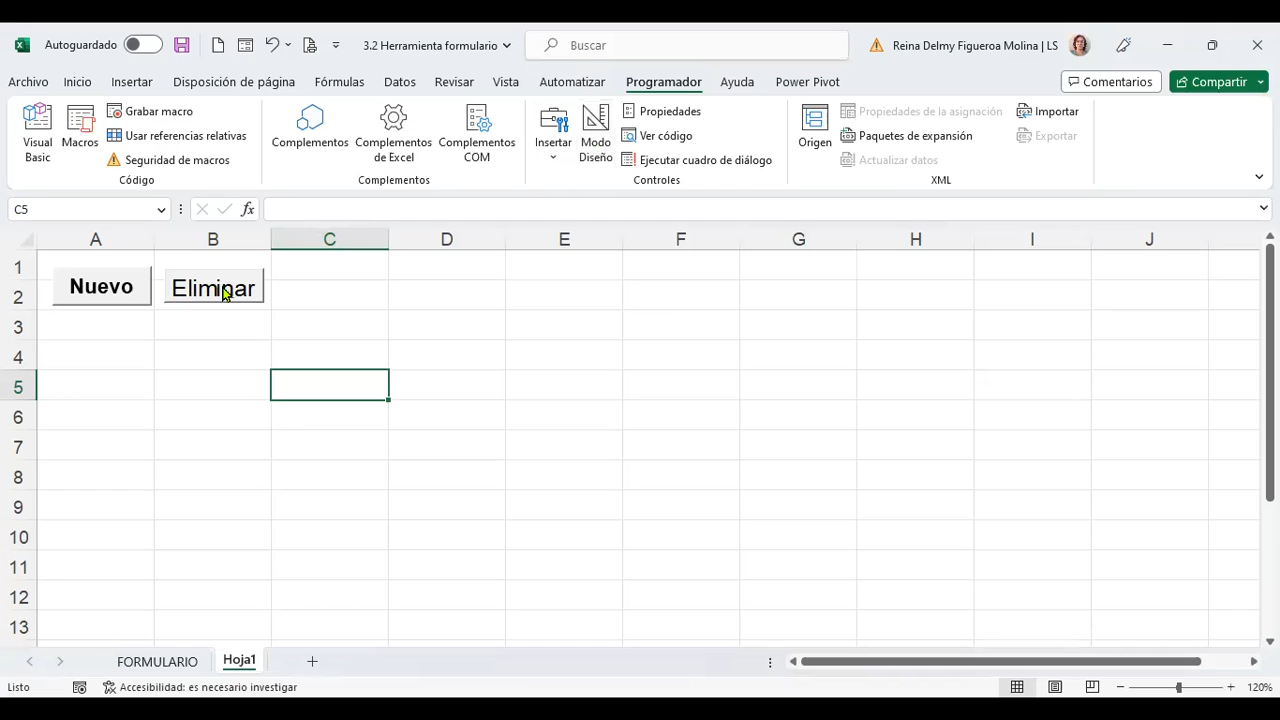 Autoguardado 3.2 Herramienta formulario Buscar Reina Delmy Figueroa Molina | LS
Archivo Inicio Insertar Disposición de página Fórmulas Datos Revisar Vista Automatizar Programador Ayuda Power Pivot Comentarios Compartir
Visual Basic
Macros
Grabar macro
Usar referencias relativas
Seguridad de macros
Código
Complementos
Complementos de Excel
Complementos COM
Complementos
Insertar
Modo Diseño
Propiedades
Ver código
Ejecutar cuadro de diálogo
Controles
Origen
Propiedades de la asignación
Paquetes de expansión
Actualizar datos
Importar
Exportar
XML
C5 fx
A B C D E F G H I J
1
Nuevo Eliminar
2
3
4
5
6
7
8
9
10
11
12
13
FORMULARIO Hoja1
Listo Accesibilidad: es necesario investigar 120%